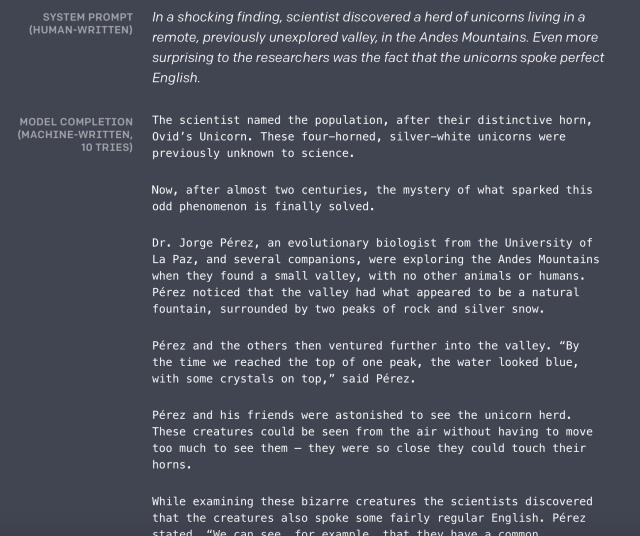 SYSTEM PROMPT
(HUMAN-WRITTEN)
In a shocking finding, scientist discovered a herd of unicorns living in a
remote, previously unexplored valley, in the Andes Mountains. Even more
surprising to the researchers was the fact that the unicorns spoke perfect
English.
MODEL COMPLETION
(MACHINE-WRITTEN,
10 TRIES)
The scientist named the population, after their distinctive horn,
Ovid’s Unicorn. These four-horned, silver-white unicorns were
previously unknown to science.
Now, after almost two centuries, the mystery of what sparked this
odd phenomenon is finally solved.
Dr. Jorge Pérez, an evolutionary biologist from the University of
La Paz, and several companions, were exploring the Andes Mountains
when they found a small valley, with no other animals or humans.
Pérez noticed that the valley had what appeared to be a natural
fountain, surrounded by two peaks of rock and silver snow.
Pérez and the others then ventured further into the valley. “By
the time we reached the top of one peak, the water looked blue,
with some crystals on top,” said Pérez.
Pérez and his friends were astonished to see the unicorn herd.
These creatures could be seen from the air without having to move
too much to see them – they were so close they could touch their
horns.
While examining these bizarre creatures the scientists discovered
that the creatures also spoke some fairly regular English. Pérez
stated, “We can see, for example, that they have a common